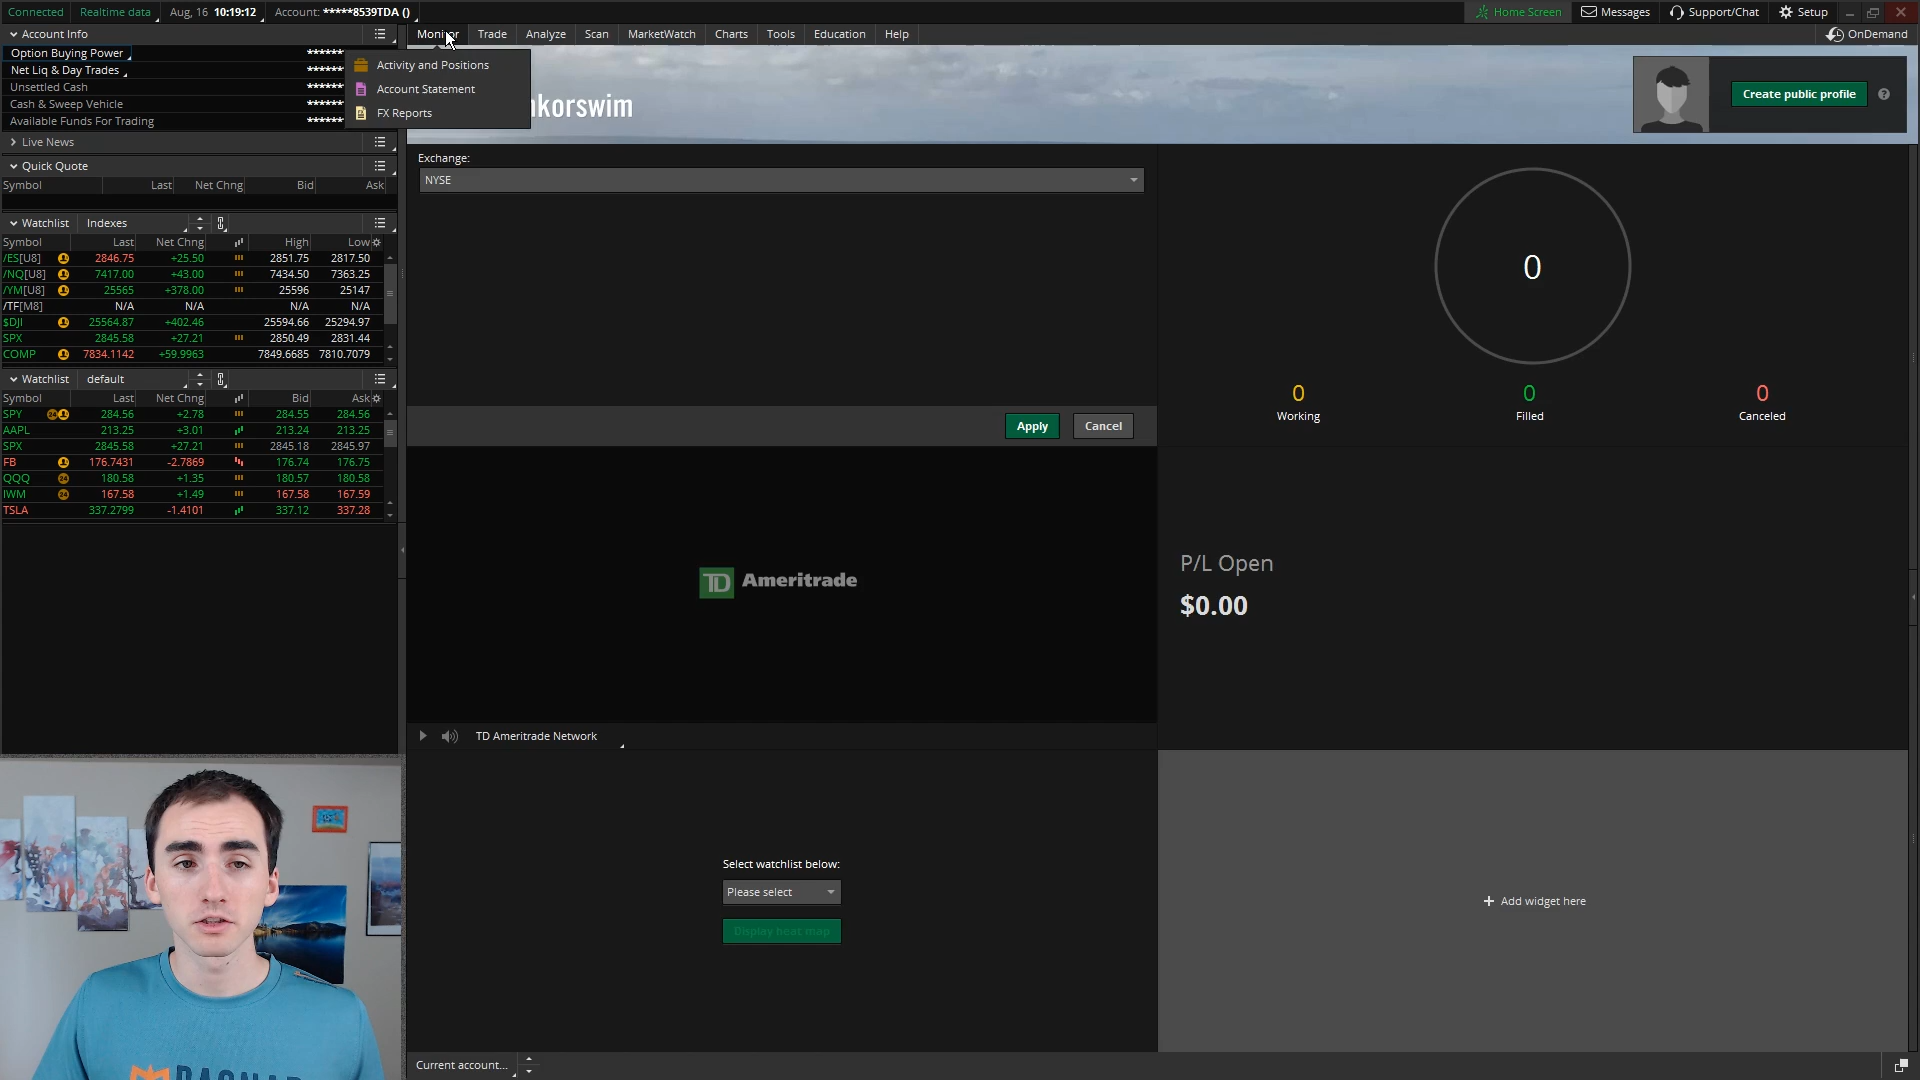 Connected Realtime data Aug, 16 10:19:12 Account: *****8539TDA () Home Screen Messages Support/Chat Setup
Account Info Monitor Trade Analyze Scan MarketWatch Charts Tools Education Help OnDemand
Option Buying Power ******
Net Liq & Day Trades ******
Unsettled Cash ******
Cash & Sweep Vehicle ******
Available Funds For Trading ******
Activity and Positions
Account Statement
FX Reports
nkorswim
Create public profile ?
Live News
Quick Quote
Symbol Last Net Chng Bid Ask
Watchlist Indexes
Symbol Last Net Chng High Low
/ES[U8] 2846.75 +25.50 2851.75 2817.50
/NQ[U8] 7417.00 +43.00 7434.50 7363.25
/YM[U8] 25565 +378.00 25596 25147
/TF[M8] N/A N/A N/A N/A
$DJI 25564.87 +402.46 25594.66 25294.97
SPX 2845.58 +27.21 2850.49 2831.44
COMP 7834.1142 +59.9963 7849.6685 7810.7079
Watchlist default
Symbol Last Net Chng Bid Ask
SPY 284.56 +2.78 284.55 284.56
AAPL 213.25 +3.01 213.24 213.25
SPX 2845.58 +27.21 2845.18 2845.97
FB 176.7431 -2.7869 176.74 176.75
QQQ 180.58 +1.35 180.57 180.58
IWM 167.58 +1.49 167.58 167.59
TSLA 337.2799 -1.4101 337.12 337.28
Exchange:
NYSE
Apply Cancel
0
0 0 0
Working Filled Canceled
TD Ameritrade
P/L Open
$0.00
TD Ameritrade Network
Select watchlist below:
Please select
Display heat map
+ Add widget here
Current account...